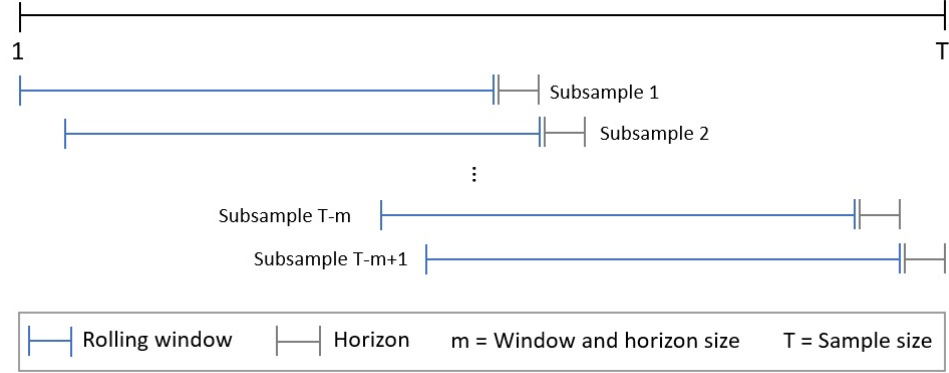 1 T
Subsample 1
Subsample 2
⋮
Subsample T-m
Subsample T-m+1
Rolling window Horizon m = Window and horizon size T = Sample size